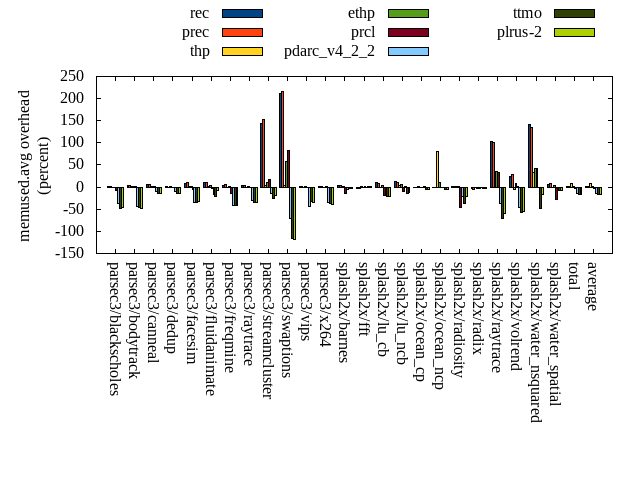 rec
prec
thp
ethp
prcl
pdarc_v4_2_2
ttmo
plrus-2
memused.avg overhead
(percent)
250
200
150
100
50
0
-50
-100
-150
parsec3/blackscholes
parsec3/bodytrack
parsec3/canneal
parsec3/dedup
parsec3/facesim
parsec3/fluidanimate
parsec3/freqmine
parsec3/raytrace
parsec3/streamcluster
parsec3/swaptions
parsec3/vips
parsec3/x264
splash2x/barnes
splash2x/fft
splash2x/lu_cb
splash2x/lu_ncb
splash2x/ocean_cp
splash2x/ocean_ncp
splash2x/radiosity
splash2x/radix
splash2x/raytrace
splash2x/volrend
splash2x/water_nsquared
splash2x/water_spatial
total
average